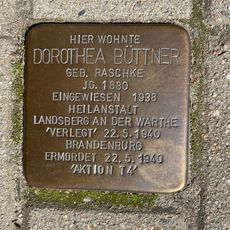 HIER WOHNTE
DOROTHEA BÜTTNER
GEB. RASCHKE
JG. 1880
EINGEWIESEN 1938
HEILANSTALT
LANDSBERG AN DER WARTHE
'VERLEGT' 22.5.1940
BRANDENBURG
ERMORDET 22.5.1940
'AKTION T4'